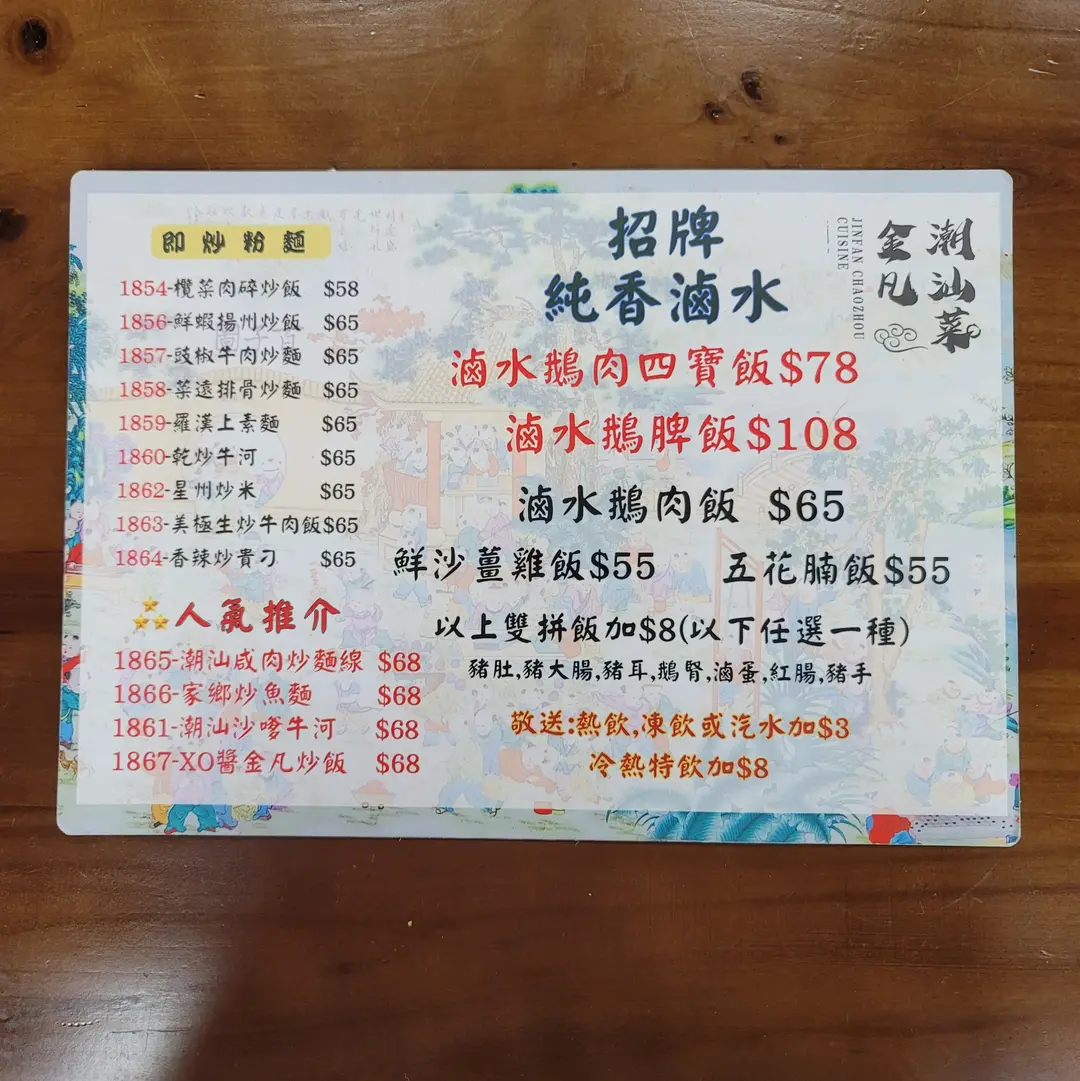 即炒粉麵
1854-欖菜肉碎炒飯 $58
1856-鮮蝦揚州炒飯 $65
1857-豉椒牛肉炒麵 $65
1858-菜遠排骨炒麵 $65
1859-羅漢上素麵 $65
1860-乾炒牛河 $65
1862-星州炒米 $65
1863-美極生炒牛肉飯$65
1864-香辣炒貴刁 $65
人氣推介
1865-潮汕咸肉炒麵線 $68
1866-家鄉炒魚麵 $68
1861-潮汕沙嗲牛河 $68
1867-XO醬金凡炒飯 $68
招牌
純香滷水
滷水鵝肉四寶飯$78
滷水鵝脾飯$108
滷水鵝肉飯 $65
鮮沙薑雞飯$55 五花腩飯$55
以上雙拼飯加$8(以下任選一種)
豬肚,豬大腸,豬耳,鵝腎,滷蛋,紅腸,豬手
敬送:熱飲,凍飲或汽水加$3
冷熱特飲加$8
潮汕菜
金凡
JINFAN CHAOZHOU
CUISINE